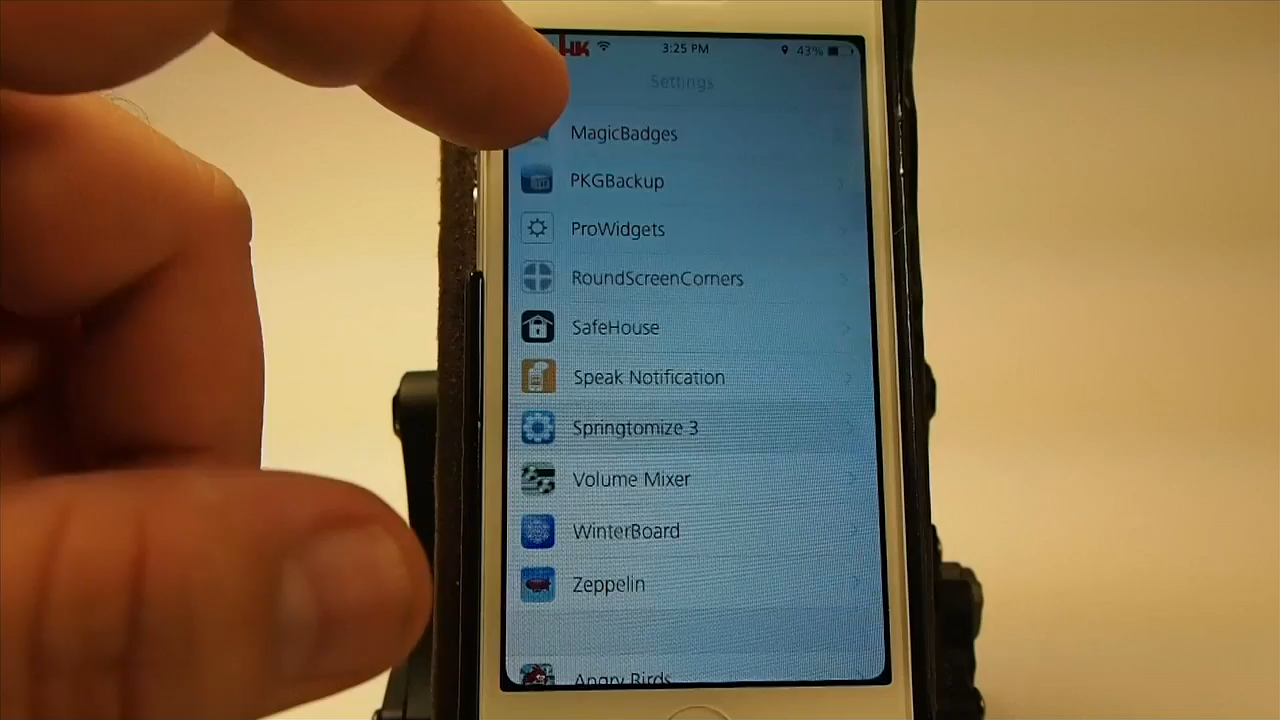 HK 3:25 PM 43%
Settings
MagicBadges
PKGBackup
ProWidgets
RoundScreenCorners
SafeHouse
Speak Notification
Springtomize 3
Volume Mixer
WinterBoard
Zeppelin
Angry Birds